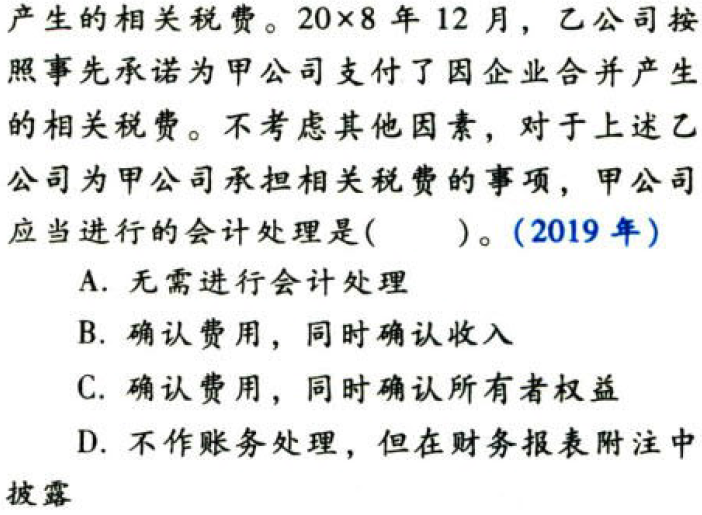 产生的相关税费。20×8 年 12 月，乙公司按
照事先承诺为甲公司支付了因企业合并产生
的相关税费。不考虑其他因素，对于上述乙
公司为甲公司承担相关税费的事项，甲公司
应当进行的会计处理是(　　)。(2019 年)
A. 无需进行会计处理
B. 确认费用，同时确认收入
C. 确认费用，同时确认所有者权益
D. 不作账务处理，但在财务报表附注中
披露